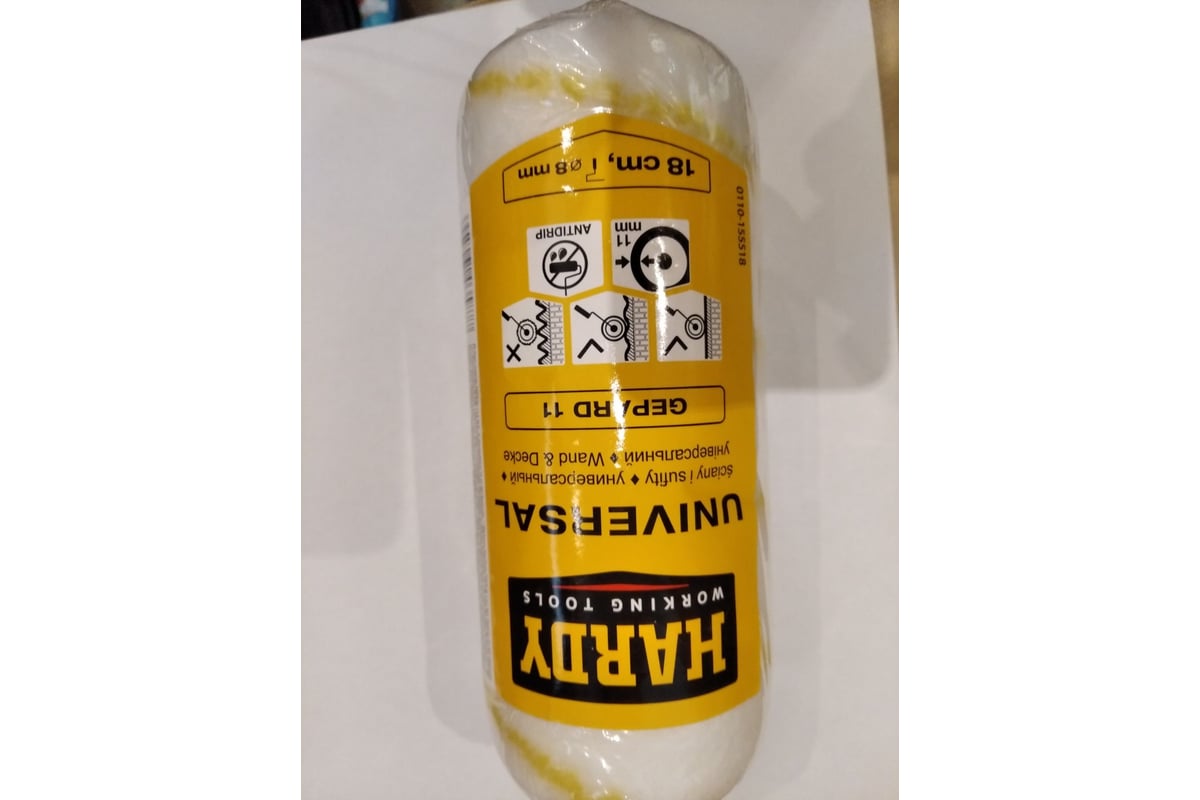 HARDY
WORKING TOOLS
UNIVERSAL
ściany i sufity ♦ универсальный ♦
універсальний ♦ Wand & Decke
GEPARD 11
11
mm
ANTIDRIP
18 cm, ø 8 mm
0110-155518